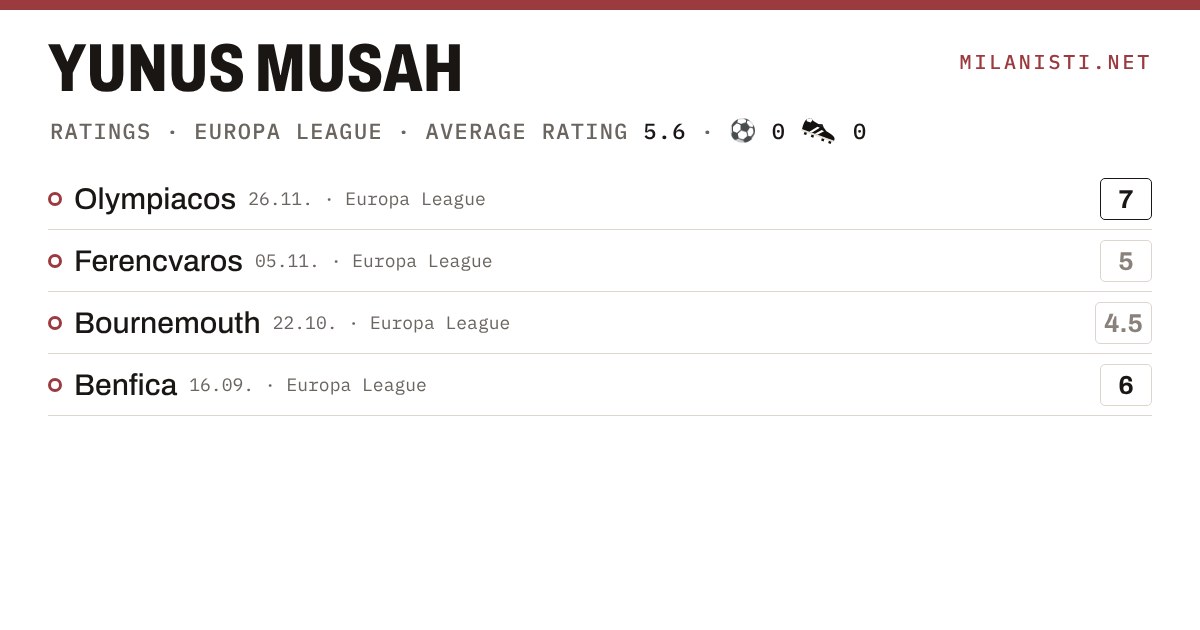 YUNUS MUSAH
MILANISTI.NET
RATINGS · EUROPA LEAGUE · AVERAGE RATING 5.6 · ⚽ 0 0
Olympiacos 26.11. · Europa League 7
Ferencvaros 05.11. · Europa League 5
Bournemouth 22.10. · Europa League 4.5
Benfica 16.09. · Europa League 6